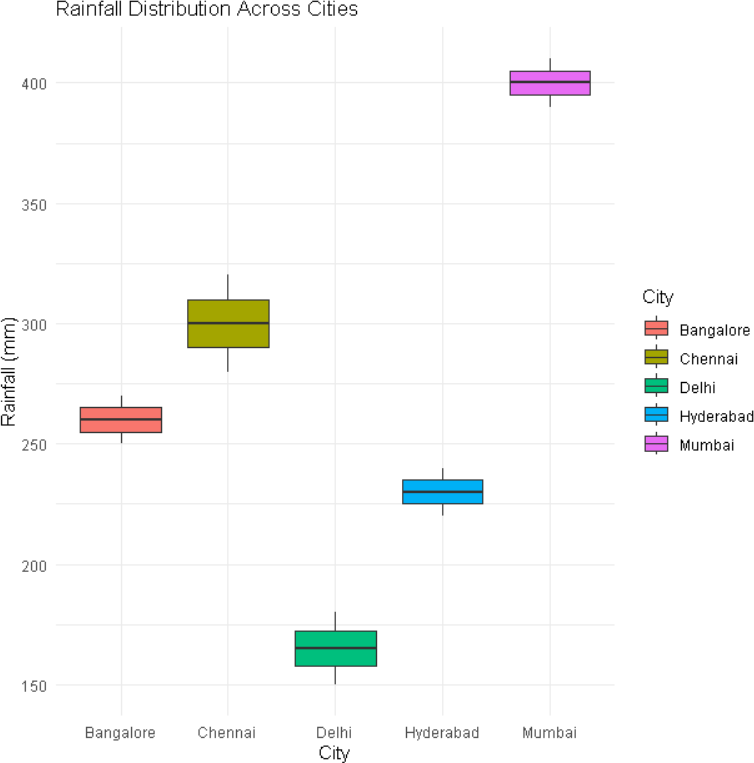 Rainfall Distribution Across Cities
Rainfall (mm)
400
350
300
250
200
150
Bangalore Chennai Delhi Hyderabad Mumbai
City
City
Bangalore
Chennai
Delhi
Hyderabad
Mumbai